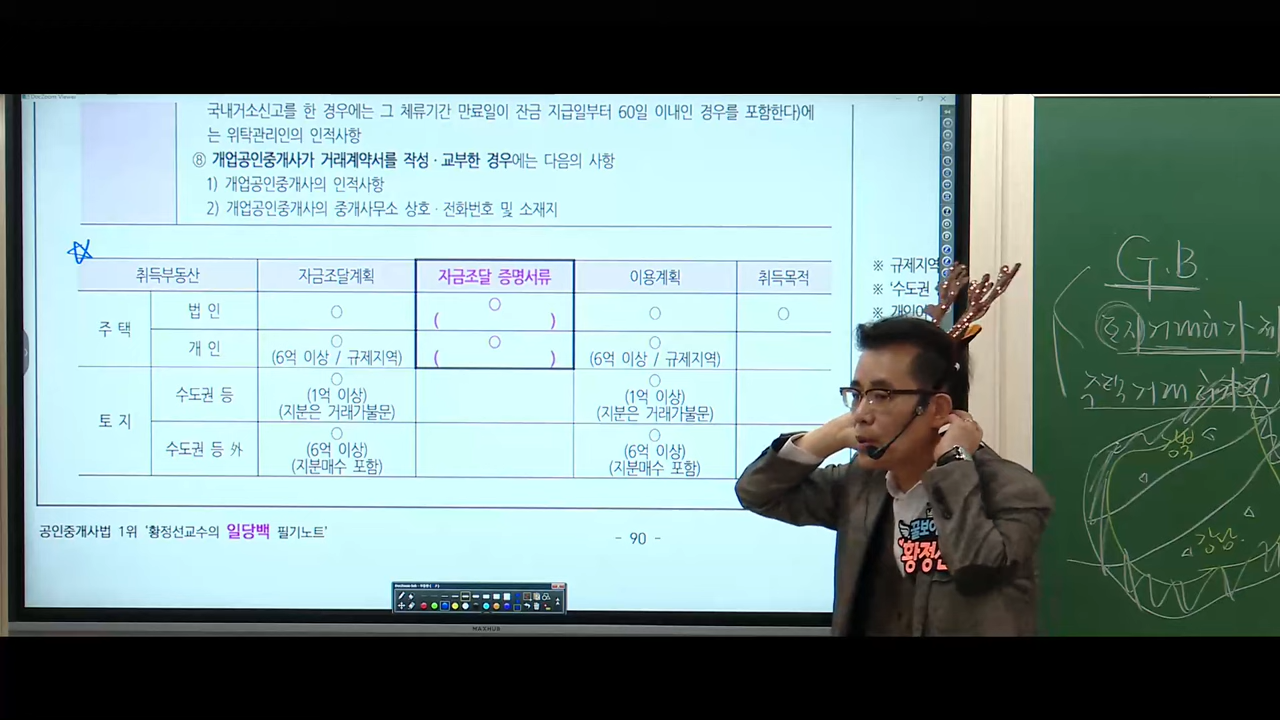 국내거소신고를 한 경우에는 그 체류기간 만료일이 잔금 지급일부터 60일 이내인 경우를 포함한다)에
는 위탁관리인의 인적사항
⑧ 개업공인중개사가 거래계약서를 작성·교부한 경우에는 다음의 사항
1) 개업공인중개사의 인적사항
2) 개업공인중개사의 중개사무소 상호·전화번호 및 소재지
취득부동산 자금조달계획 자금조달 증명서류 이용계획 취득목적
주택 법인 ○ ○ ( ) ○ ○
개인 ○ (6억 이상 / 규제지역) ○ ( ) ○ (6억 이상 / 규제지역)
토지 수도권 등 ○ (1억 이상) (지분은 거래가불문) ○ (1억 이상) (지분은 거래가불문)
수도권 등 外 ○ (6억 이상) (지분매수 포함) ○ (6억 이상) (지분매수 포함)
※ 규제지역
※ '수도권
※ 개인이
공인중개사법 1위 '황정선교수의 일당백 필기노트'
- 90 -
MAXHUB
황정선
G.B.
토지거래허가
강북
강남